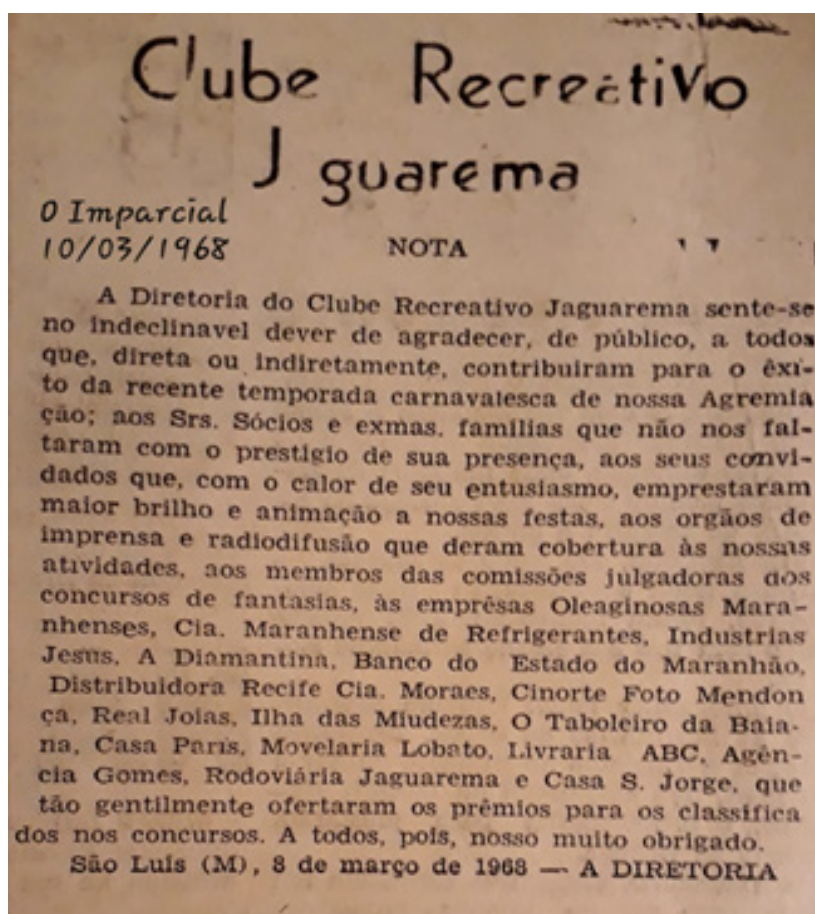 Clube Recreativo
J guarema
O Imparcial
10/03/1968
NOTA
A Diretoria do Clube Recreativo Jaguarema sente-se
no indeclinavel dever de agradecer, de público, a todos
que, direta ou indiretamente, contribuiram para o êxi-
to da recente temporada carnavalesca de nossa Agremia
ção; aos Srs. Sócios e exmas. familias que não nos fal-
taram com o prestigio de sua presença, aos seus convi-
dados que, com o calor de seu entusiasmo, emprestaram
maior brilho e animação a nossas festas, aos orgãos de
imprensa e radiodifusão que deram cobertura às nossas
atividades, aos membros das comissões julgadoras dos
concursos de fantasias, às emprêsas Oleaginosas Mara-
nhenses, Cia. Maranhense de Refrigerantes, Industrias
Jesus, A Diamantina, Banco do Estado do Maranhão,
Distribuidora Recife Cia. Moraes, Cinorte Foto Mendon
ça, Real Joias, Ilha das Miudezas, O Taboleiro da Baia-
na, Casa Paris, Movelaria Lobato, Livraria ABC, Agên-
cia Gomes, Rodoviária Jaguarema e Casa S. Jorge, que
tão gentilmente ofertaram os prêmios para os classifica
dos nos concursos. A todos, pois, nosso muito obrigado.
São Luis (M), 8 de março de 1968 — A DIRETORIA